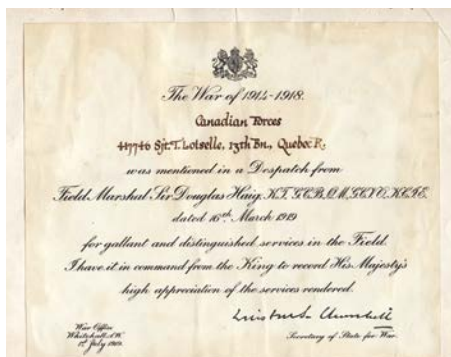 The War of 1914-1918.
Canadian Forces
417746 Sjt. T. Loiselle, 13th Bn., Quebec R.
was mentioned in a Despatch from
Field Marshal Sir Douglas Haig, K.T. G.C.B. O.M. G.C.V.O. K.C.I.E.
dated 16th March 1919
for gallant and distinguished services in the Field.
I have it in command from the King to record His Majesty's
high appreciation of the services rendered.
Winston S. Churchill
War Office
Whitehall, S.W.
Secretary of State for War.
July